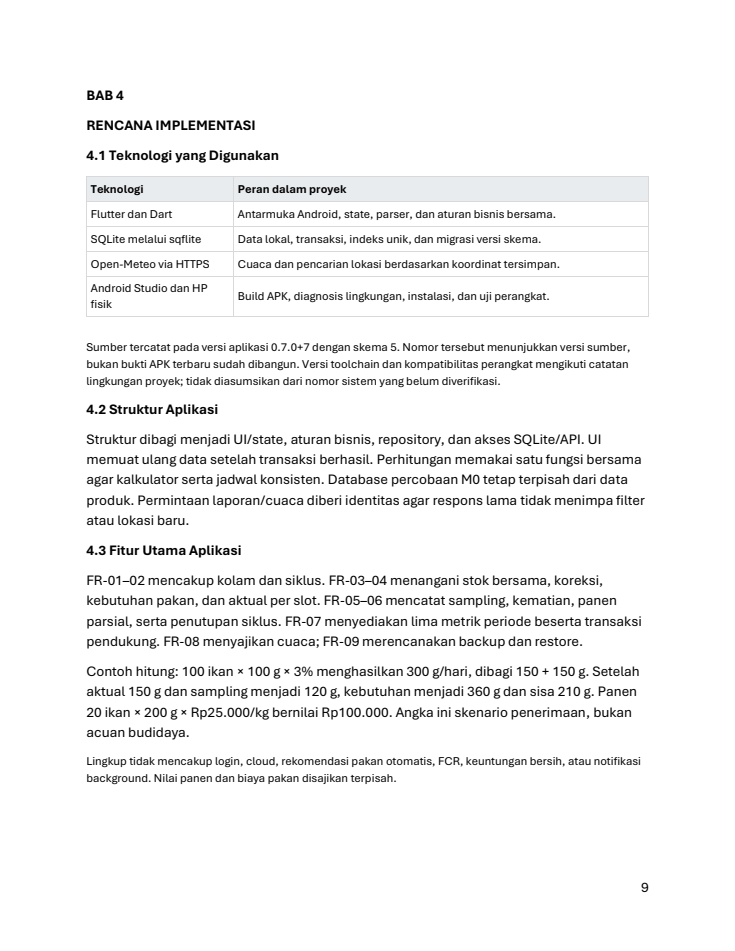 BAB 4
RENCANA IMPLEMENTASI
4.1 Teknologi yang Digunakan
Teknologi Peran dalam proyek
Flutter dan Dart Antarmuka Android, state, parser, dan aturan bisnis bersama.
SQLite melalui sqflite Data lokal, transaksi, indeks unik, dan migrasi versi skema.
Open-Meteo via HTTPS Cuaca dan pencarian lokasi berdasarkan koordinat tersimpan.
Android Studio dan HP
fisik
Build APK, diagnosis lingkungan, instalasi, dan uji perangkat.
Sumber tercatat pada versi aplikasi 0.7.0+7 dengan skema 5. Nomor tersebut menunjukkan versi sumber,
bukan bukti APK terbaru sudah dibangun. Versi toolchain dan kompatibilitas perangkat mengikuti catatan
lingkungan proyek; tidak diasumsikan dari nomor sistem yang belum diverifikasi.
4.2 Struktur Aplikasi
Struktur dibagi menjadi UI/state, aturan bisnis, repository, dan akses SQLite/API. UI
memuat ulang data setelah transaksi berhasil. Perhitungan memakai satu fungsi bersama
agar kalkulator serta jadwal konsisten. Database percobaan M0 tetap terpisah dari data
produk. Permintaan laporan/cuaca diberi identitas agar respons lama tidak menimpa filter
atau lokasi baru.
4.3 Fitur Utama Aplikasi
FR-01–02 mencakup kolam dan siklus. FR-03–04 menangani stok bersama, koreksi,
kebutuhan pakan, dan aktual per slot. FR-05–06 mencatat sampling, kematian, panen
parsial, serta penutupan siklus. FR-07 menyediakan lima metrik periode beserta transaksi
pendukung. FR-08 menyajikan cuaca; FR-09 merencanakan backup dan restore.
Contoh hitung: 100 ikan × 100 g × 3% menghasilkan 300 g/hari, dibagi 150 + 150 g. Setelah
aktual 150 g dan sampling menjadi 120 g, kebutuhan menjadi 360 g dan sisa 210 g. Panen
20 ikan × 200 g × Rp25.000/kg bernilai Rp100.000. Angka ini skenario penerimaan, bukan
acuan budidaya.
Lingkup tidak mencakup login, cloud, rekomendasi pakan otomatis, FCR, keuntungan bersih, atau notifikasi
background. Nilai panen dan biaya pakan disajikan terpisah.
9